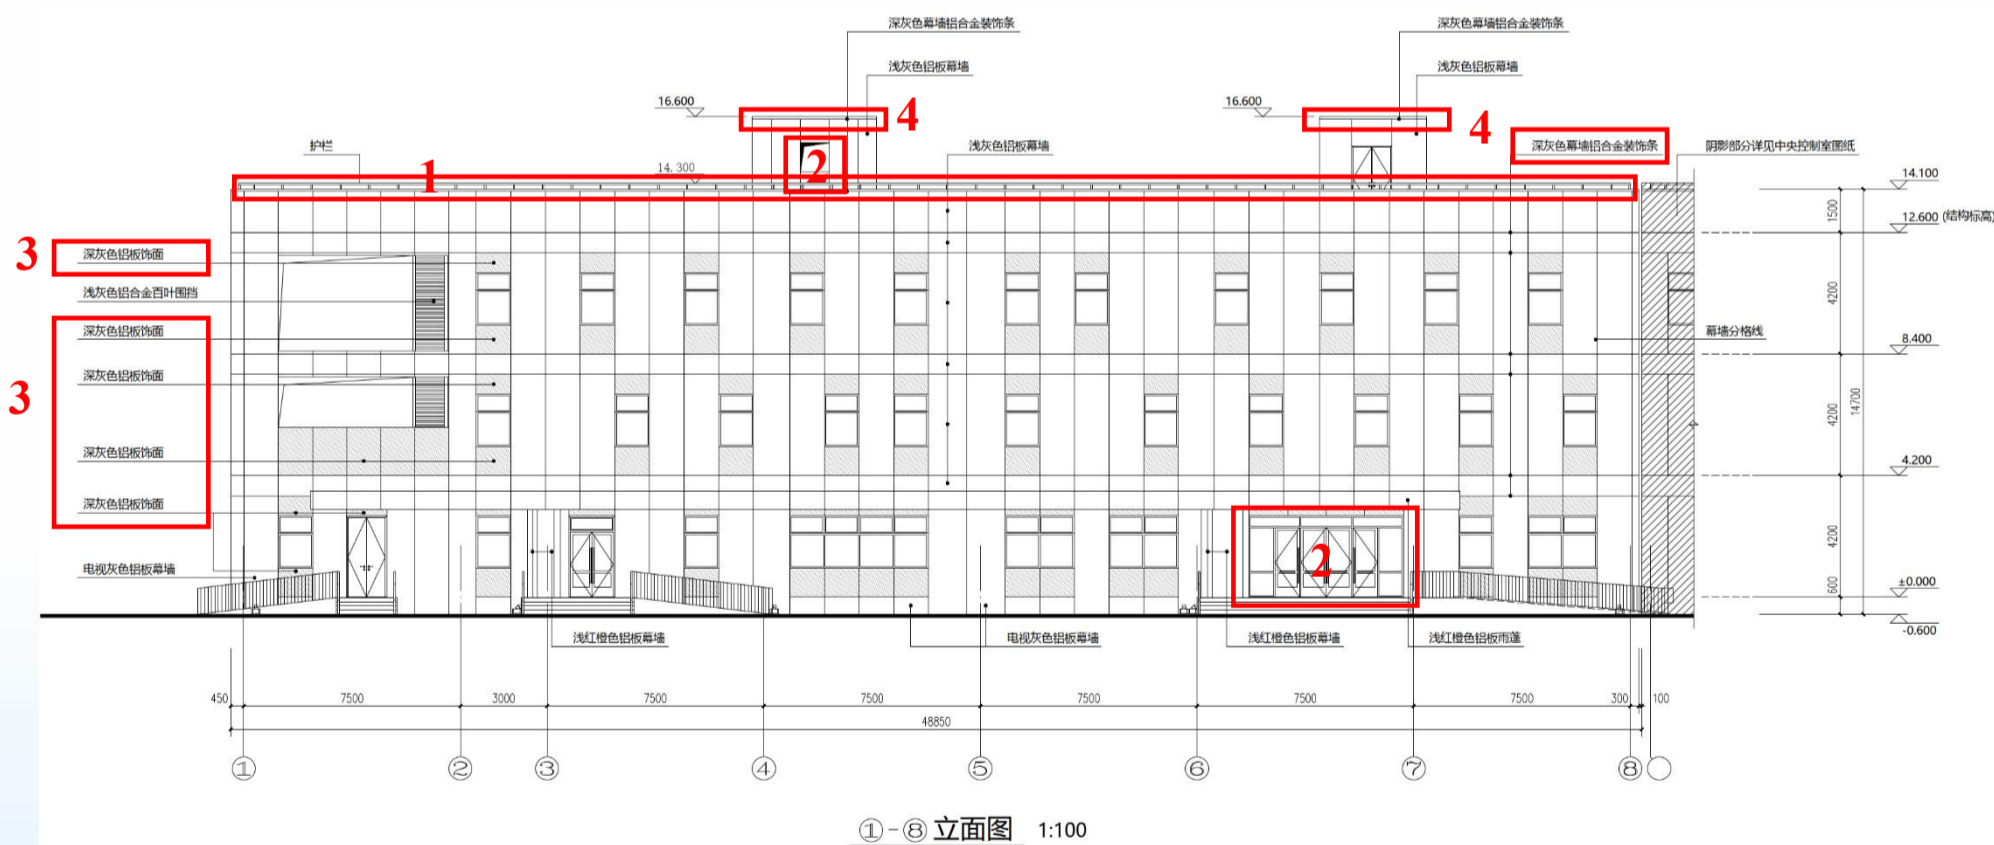 深灰色幕墙铝合金装饰条
深灰色幕墙铝合金装饰条
浅灰色铝板幕墙
浅灰色铝板幕墙
16.600
16.600
4
4
护栏
2
浅灰色铝板幕墙
深灰色幕墙铝合金装饰条
阴影部分详见中央控制室图纸
1
14.300
14.100
1500
12.600 (结构标高)
3
深灰色铝板饰面
浅灰色铝合金百叶围挡
4200
深灰色铝板饰面
幕墙分格线
8.400
深灰色铝板饰面
3
4200
14700
深灰色铝板饰面
4.200
深灰色铝板饰面
4200
2
电视灰色铝板幕墙
±0.000
600
-0.600
浅红橙色铝板幕墙
电视灰色铝板幕墙
浅红橙色铝板幕墙
浅红橙色铝板雨蓬
450 7500 3000 7500 7500 7500 7500 7500 300 100
48850
① ② ③ ④ ⑤ ⑥ ⑦ ⑧
①-⑧ 立面图 1:100